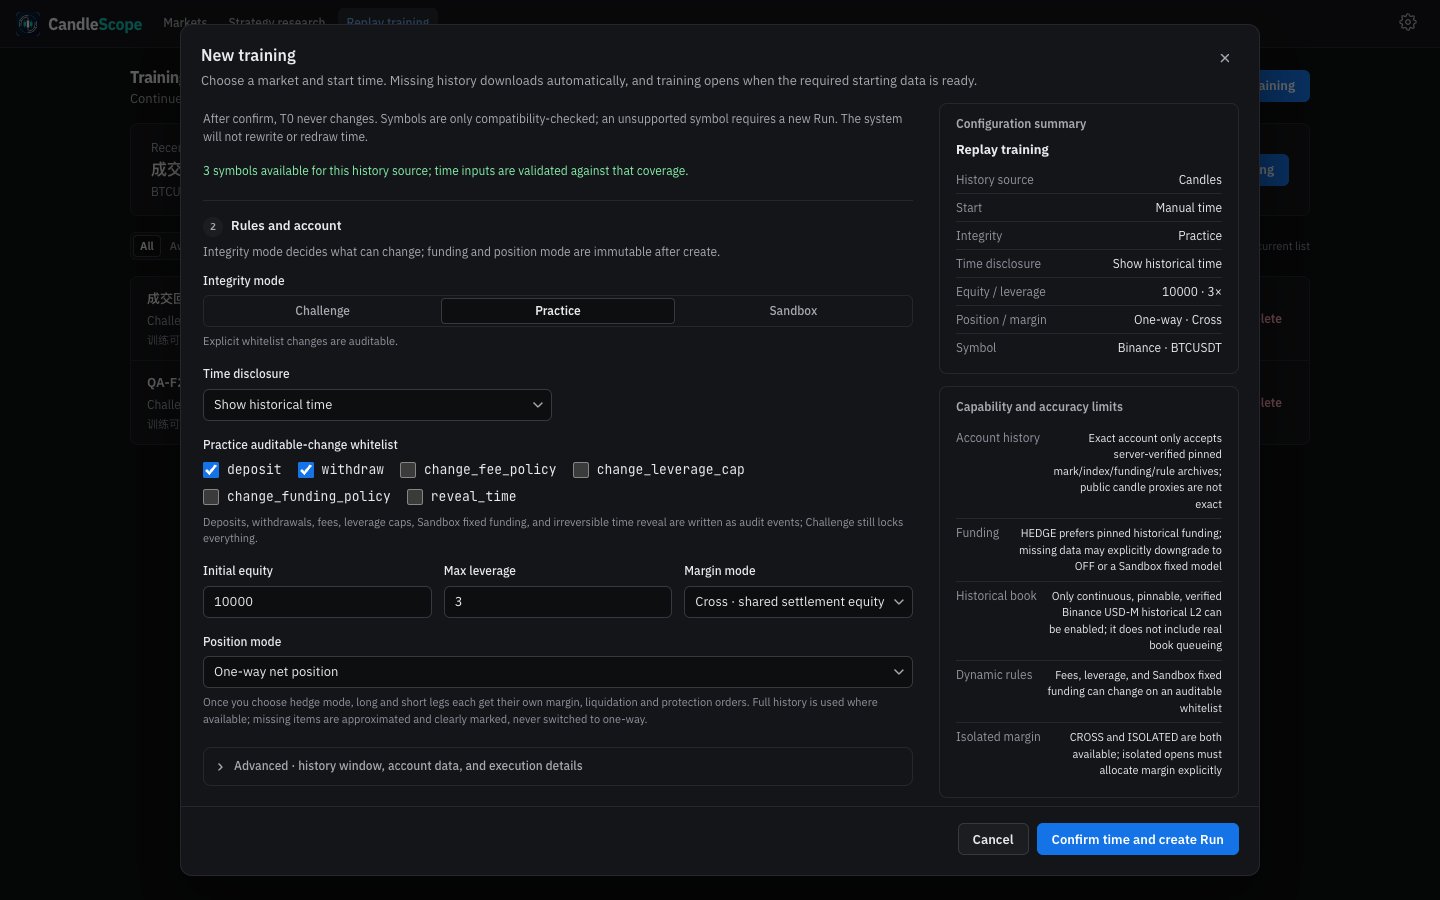 CandleScope
Markets
Strategy research
Replay training
New training
Choose a market and start time. Missing history downloads automatically, and training opens when the required starting data is ready.
After confirm, T0 never changes. Symbols are only compatibility-checked; an unsupported symbol requires a new Run. The system
will not rewrite or redraw time.
3 symbols available for this history source; time inputs are validated against that coverage.
2 Rules and account
Integrity mode decides what can change; funding and position mode are immutable after create.
Integrity mode
Challenge
Practice
Sandbox
Explicit whitelist changes are auditable.
Time disclosure
Show historical time
Practice auditable-change whitelist
deposit withdraw change_fee_policy change_leverage_cap
change_funding_policy reveal_time
Deposits, withdrawals, fees, leverage caps, Sandbox fixed funding, and irreversible time reveal are written as audit events; Challenge still locks
everything.
Initial equity
10000
Max leverage
3
Margin mode
Cross · shared settlement equity
Position mode
One-way net position
Once you choose hedge mode, long and short legs each get their own margin, liquidation and protection orders. Full history is used where
available; missing items are approximated and clearly marked, never switched to one-way.
Advanced · history window, account data, and execution details
Configuration summary
Replay training
History source Candles
Start Manual time
Integrity Practice
Time disclosure Show historical time
Equity / leverage 10000 · 3×
Position / margin One-way · Cross
Symbol Binance · BTCUSDT
Capability and accuracy limits
Account history Exact account only accepts
server-verified pinned
mark/index/funding/rule archives;
public candle proxies are not
exact
Funding HEDGE prefers pinned historical funding;
missing data may explicitly downgrade to
OFF or a Sandbox fixed model
Historical book Only continuous, pinnable, verified
Binance USD-M historical L2 can
be enabled; it does not include real
book queueing
Dynamic rules Fees, leverage, and Sandbox fixed
funding can change on an auditable
whitelist
Isolated margin CROSS and ISOLATED are both
available; isolated opens must
allocate margin explicitly
Cancel
Confirm time and create Run
All